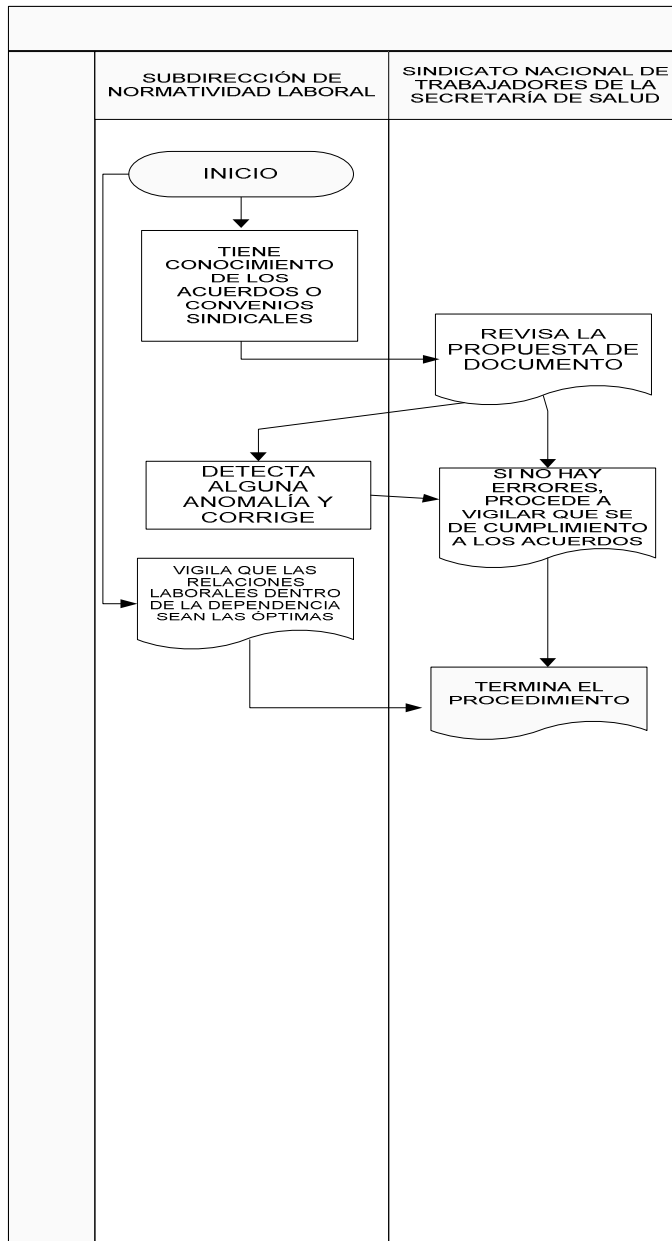 SUBDIRECCIÓN DE
NORMATIVIDAD LABORAL
SINDICATO NACIONAL DE
TRABAJADORES DE LA
SECRETARÍA DE SALUD
INICIO
TIENE
CONOCIMIENTO
DE LOS
ACUERDOS O
CONVENIOS
SINDICALES
REVISA LA
PROPUESTA DE
DOCUMENTO
DETECTA
ALGUNA
ANOMALÍA Y
CORRIGE
SI NO HAY
ERRORES,
PROCEDE A
VIGILAR QUE SE
DE CUMPLIMIENTO
A LOS ACUERDOS
VIGILA QUE LAS
RELACIONES
LABORALES DENTRO
DE LA DEPENDENCIA
SEAN LAS ÓPTIMAS
TERMINA EL
PROCEDIMIENTO